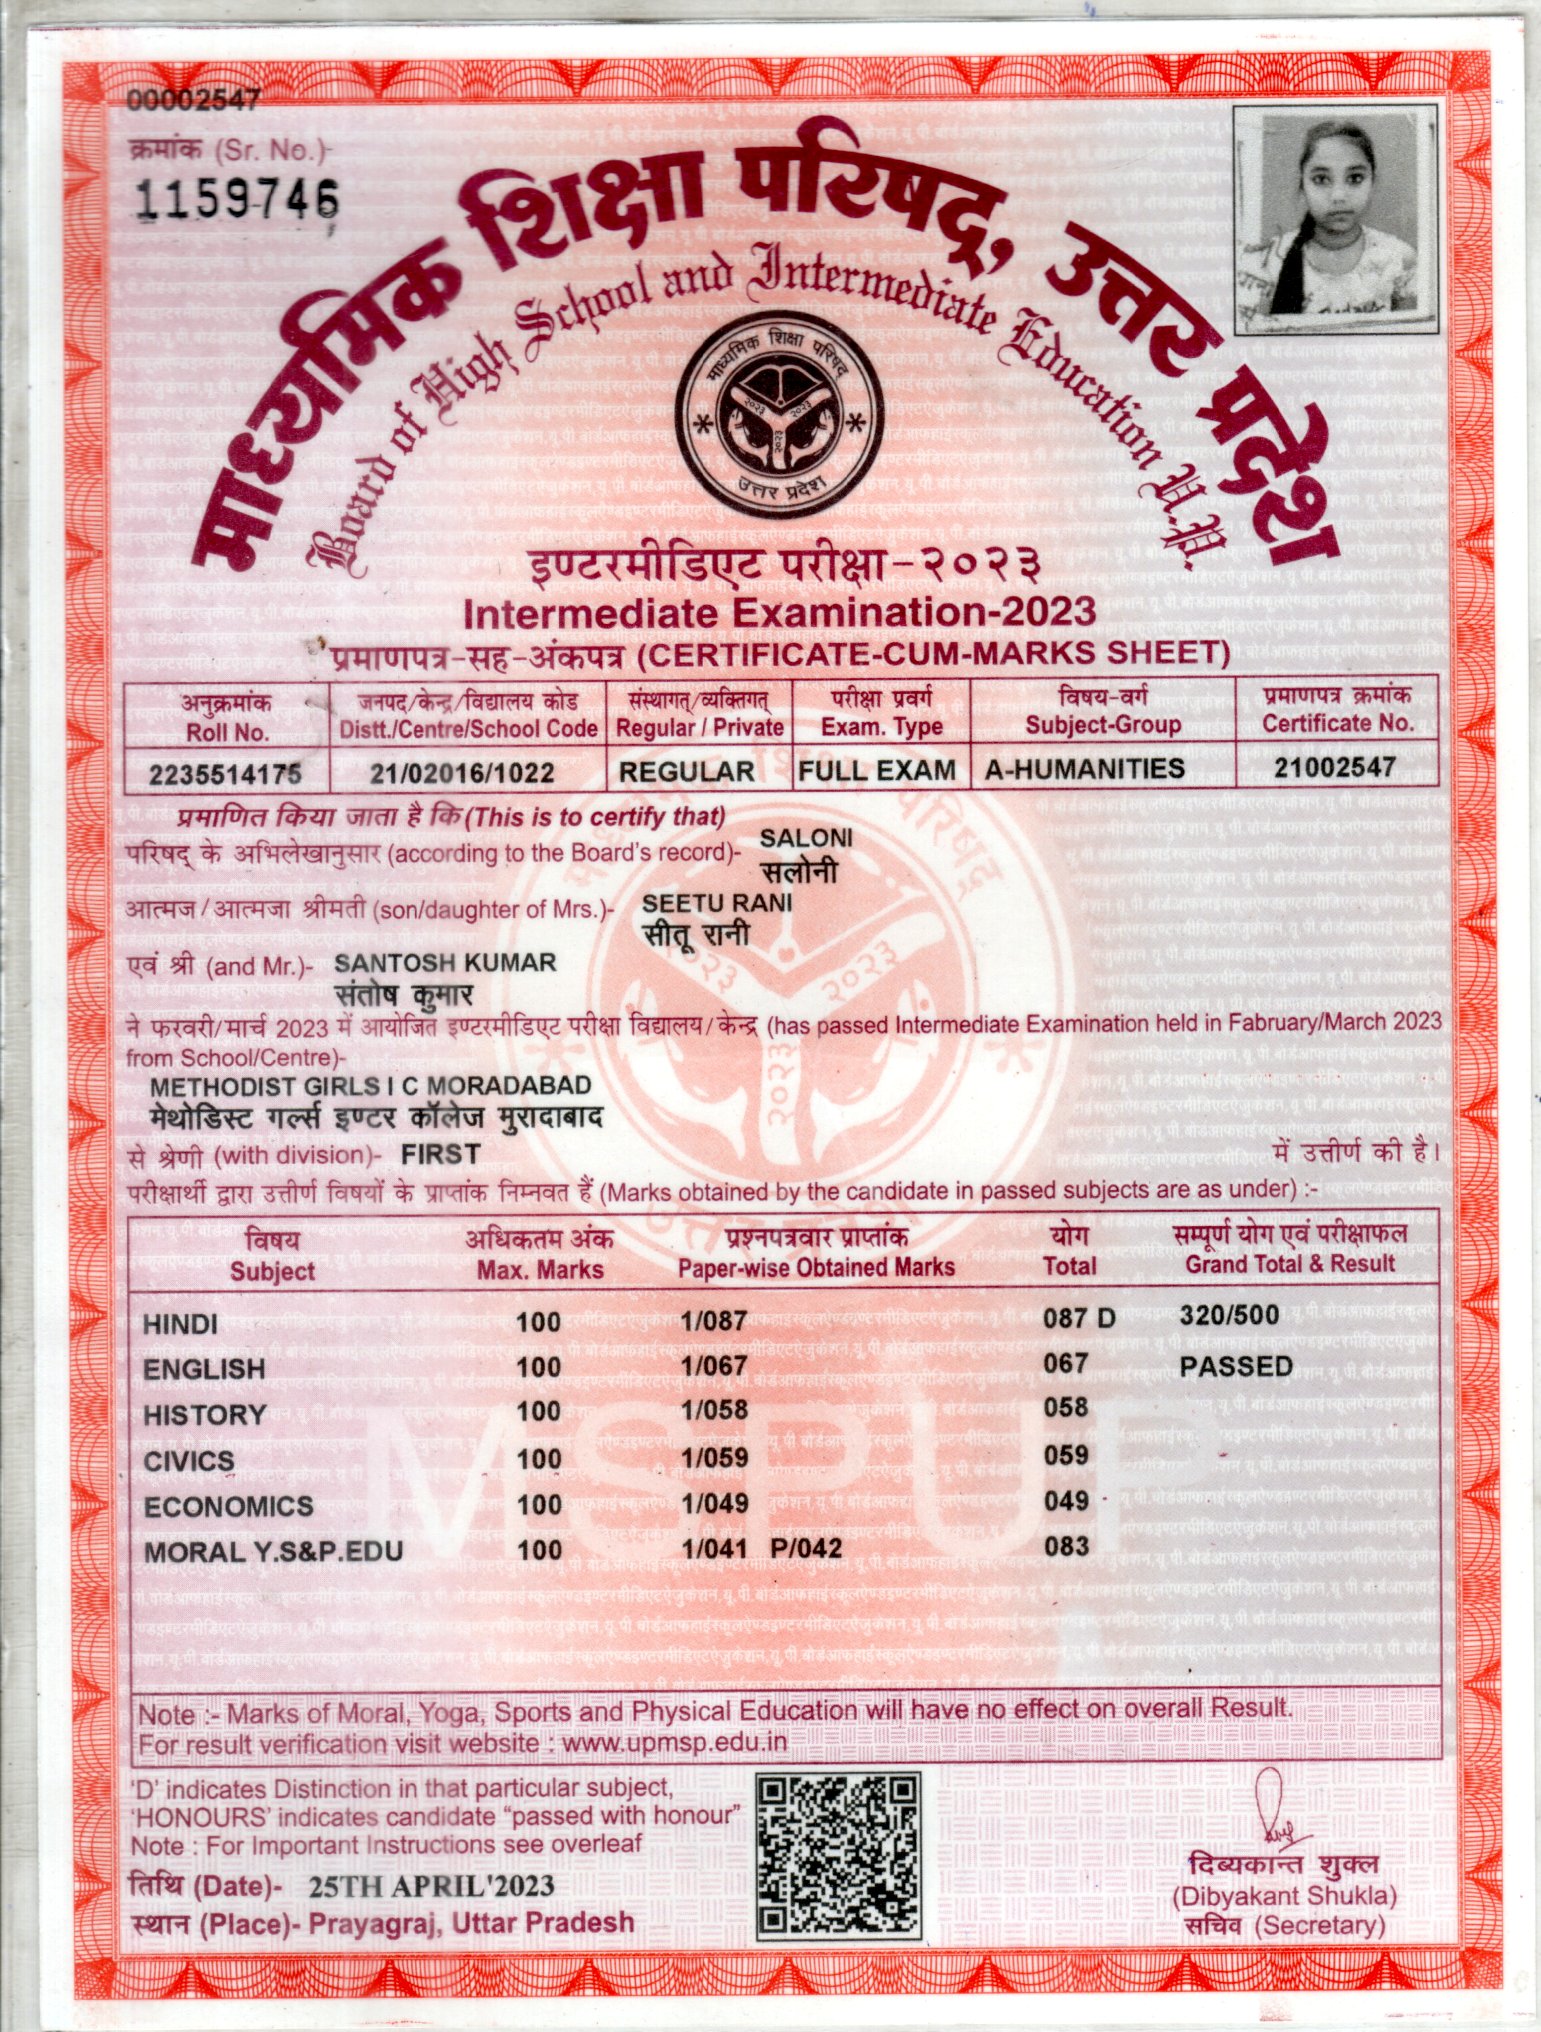 00002547
क्रमांक (Sr. No.)-
1159746
माध्यमिक शिक्षा परिषद्, उत्तर प्रदेश
Board of High School and Intermediate Education U.P.
माध्यमिक शिक्षा परिषद्
२०२३ २०२३
२०२३
उत्तर प्रदेश
इण्टरमीडिएट परीक्षा-२०२३
Intermediate Examination-2023
प्रमाणपत्र-सह-अंकपत्र (CERTIFICATE-CUM-MARKS SHEET)
अनुक्रमांक जनपद/केन्द्र/विद्यालय कोड संस्थागत्/व्यक्तिगत् परीक्षा प्रवर्ग विषय-वर्ग प्रमाणपत्र क्रमांक
Roll No. Distt./Centre/School Code Regular / Private Exam. Type Subject-Group Certificate No.
2235514175 21/02016/1022 REGULAR FULL EXAM A-HUMANITIES 21002547
प्रमाणित किया जाता है कि (This is to certify that)
परिषद् के अभिलेखानुसार (according to the Board's record)- SALONI
सलोनी
आत्मज/आत्मजा श्रीमती (son/daughter of Mrs.)- SEETU RANI
सीतू रानी
एवं श्री (and Mr.)- SANTOSH KUMAR
संतोष कुमार
ने फरवरी/मार्च 2023 में आयोजित इण्टरमीडिएट परीक्षा विद्यालय/केन्द्र (has passed Intermediate Examination held in Fabruary/March 2023
from School/Centre)-
METHODIST GIRLS I C MORADABAD
मेथोडिस्ट गर्ल्स इण्टर कॉलेज मुरादाबाद
से श्रेणी (with division)- FIRST में उत्तीर्ण की है।
परीक्षार्थी द्वारा उत्तीर्ण विषयों के प्राप्तांक निम्नवत हैं (Marks obtained by the candidate in passed subjects are as under) :-
विषय अधिकतम अंक प्रश्नपत्रवार प्राप्तांक योग सम्पूर्ण योग एवं परीक्षाफल
Subject Max. Marks Paper-wise Obtained Marks Total Grand Total & Result
HINDI 100 1/087 087 D 320/500
ENGLISH 100 1/067 067 PASSED
HISTORY 100 1/058 058
CIVICS 100 1/059 059
ECONOMICS 100 1/049 049
MORAL Y.S&P.EDU 100 1/041 P/042 083
MSPUP
Note :- Marks of Moral, Yoga, Sports and Physical Education will have no effect on overall Result.
For result verification visit website : www.upmsp.edu.in
'D' indicates Distinction in that particular subject,
'HONOURS' indicates candidate "passed with honour"
Note : For Important Instructions see overleaf
तिथि (Date)- 25TH APRIL'2023
स्थान (Place)- Prayagraj, Uttar Pradesh
दिव्यकान्त शुक्ल
(Dibyakant Shukla)
सचिव (Secretary)